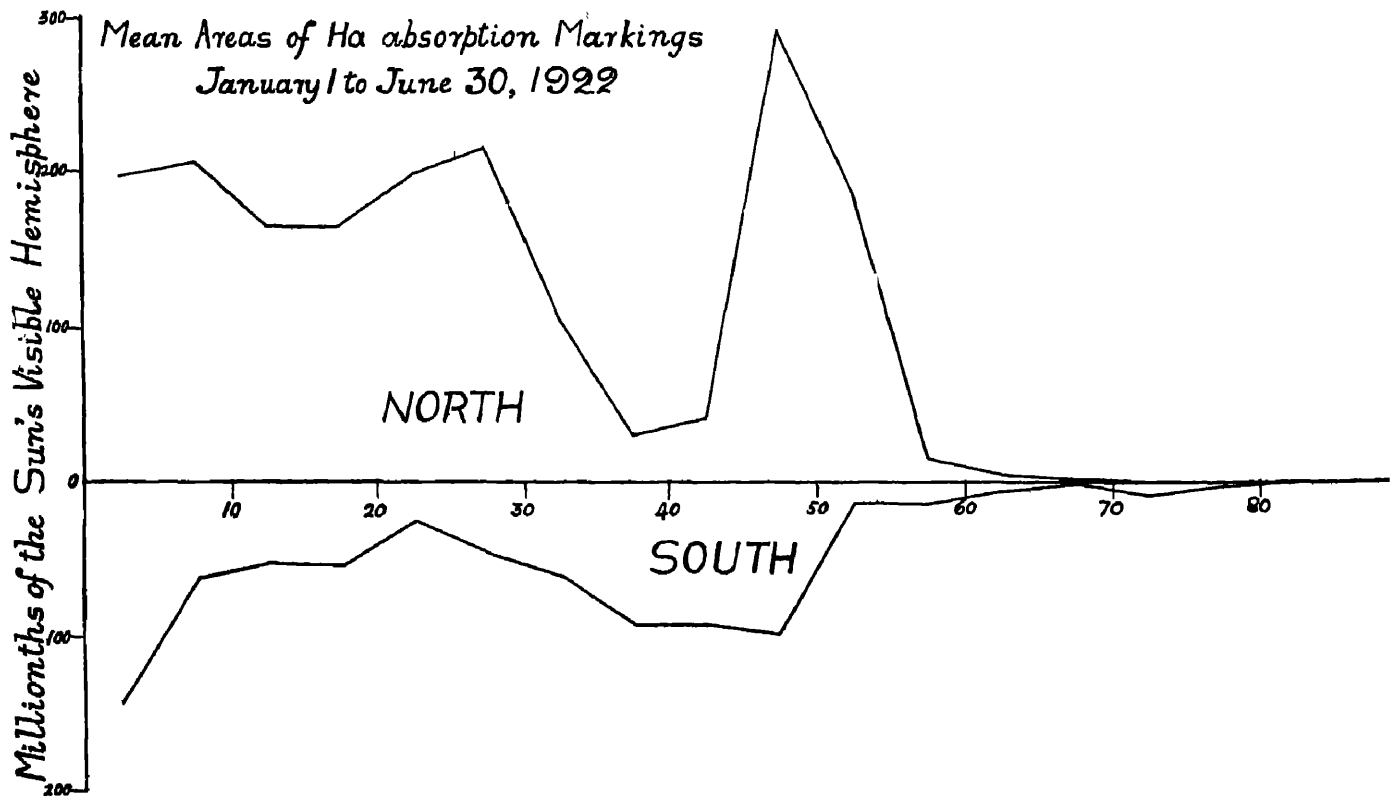 Mean Areas of Hα absorption Markings
January 1 to June 30, 1922
Millionths of the Sun's Visible Hemisphere
300
200
100
0
100
200
NORTH
10 20 30 40 50 60 70 80
SOUTH